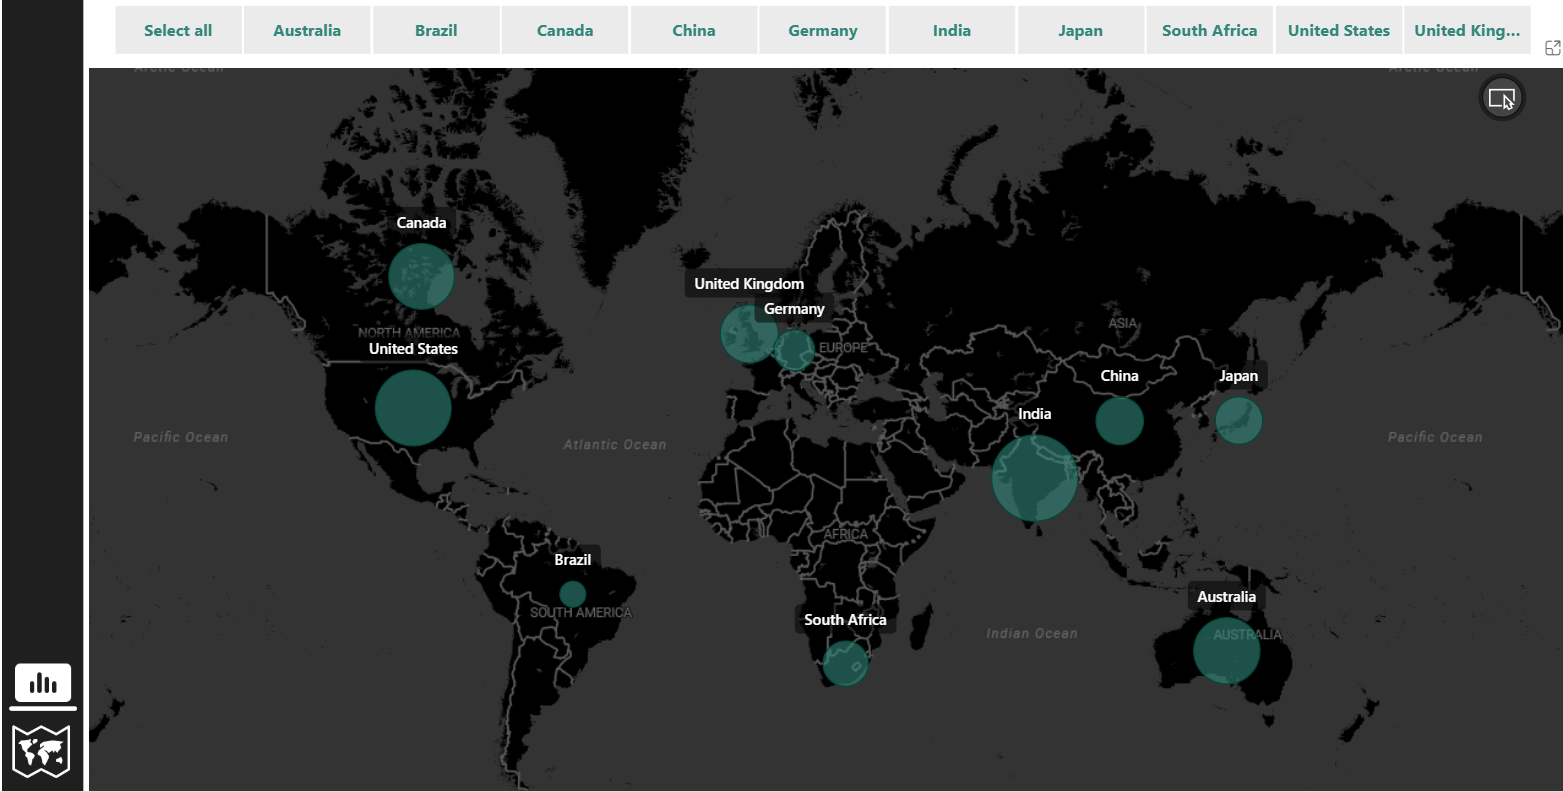 Select all
Australia
Brazil
Canada
China
Germany
India
Japan
South Africa
United States
United King...
Arctic Ocean
Arctic Ocean
Canada
United Kingdom
Germany
NORTH AMERICA
United States
EUROPE
ASIA
China
Japan
India
Pacific Ocean
Atlantic Ocean
Pacific Ocean
AFRICA
Brazil
SOUTH AMERICA
South Africa
Indian Ocean
Australia
AUSTRALIA